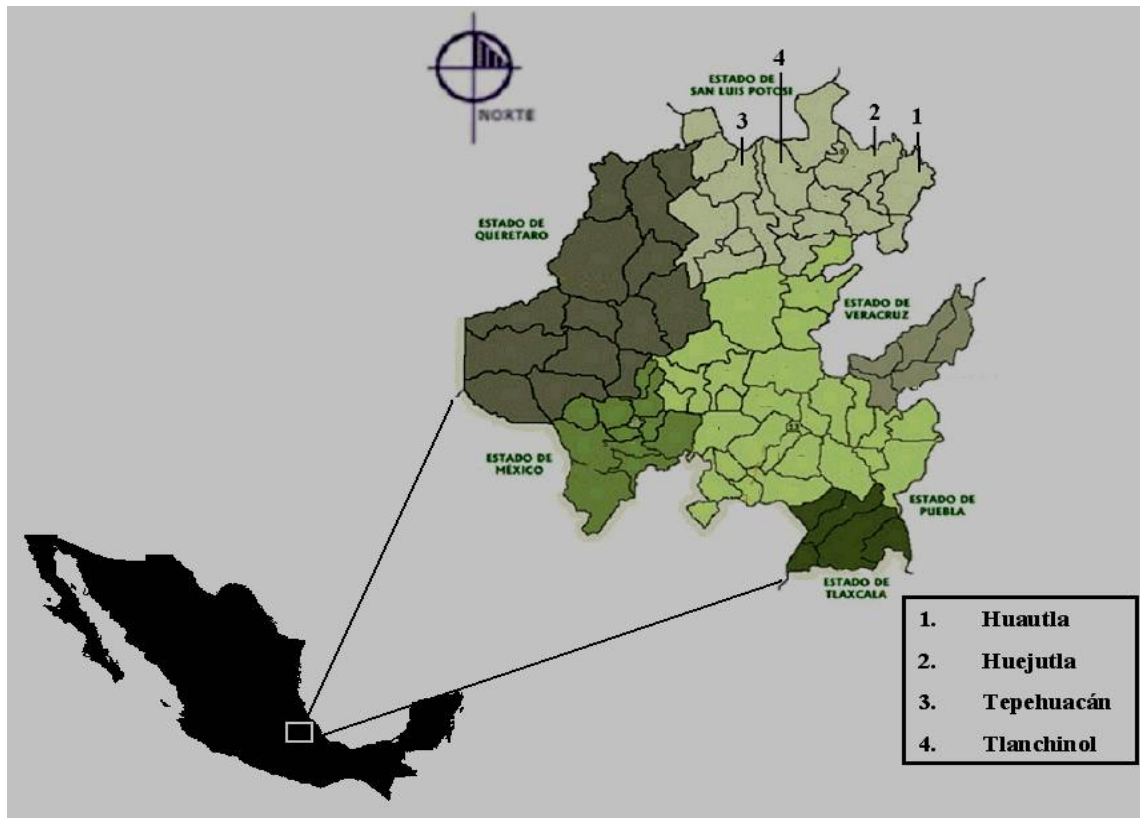 NORTE
4
ESTADO DE
SAN LUIS POTOSI
3
2
1
ESTADO DE
QUERETARO
ESTADO DE
VERACRUZ
ESTADO DE
MÉXICO
ESTADO DE
PUEBLA
ESTADO DE
TLAXCALA
1. Huautla
2. Huejutla
3. Tepehuacán
4. Tlanchinol